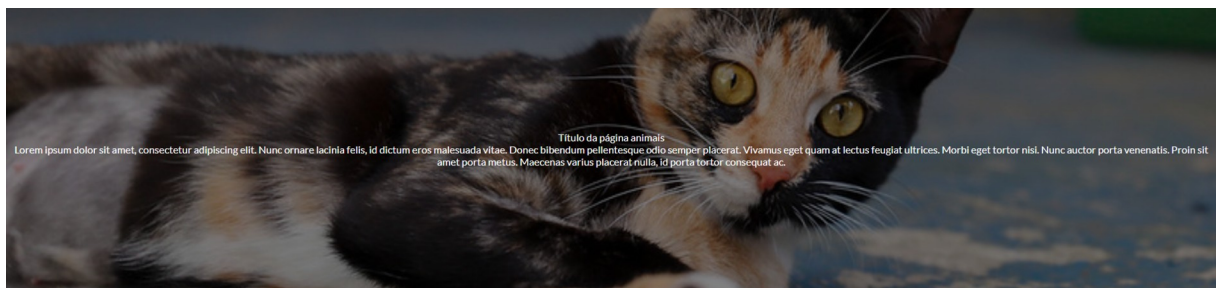 Título da página animais
Lorem ipsum dolor sit amet, consectetur adipiscing elit. Nunc ornare lacinia felis, id dictum eros malesuada vitae. Donec bibendum pellentesque odio semper placerat. Vivamus eget quam at lectus feugiat ultrices. Morbi eget tortor nisi. Nunc auctor porta venenatis. Proin sit
amet porta metus. Maecenas varius placerat nulla, id porta tortor consequat ac.